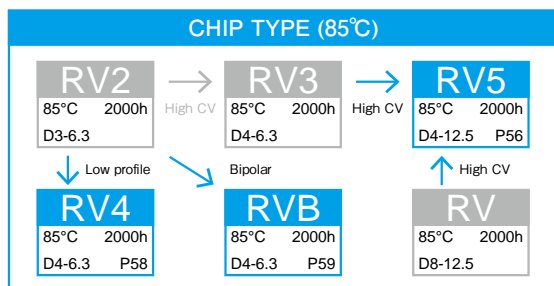 CHIP TYPE (85℃)
RV2
85°C 2000h
D3-6.3
High CV
RV3
85°C 2000h
D4-6.3
High CV
RV5
85°C 2000h
D4-12.5 P56
Low profile
Bipolar
High CV
RV4
85°C 2000h
D4-6.3 P58
RVB
85°C 2000h
D4-6.3 P59
RV
85°C 2000h
D8-12.5